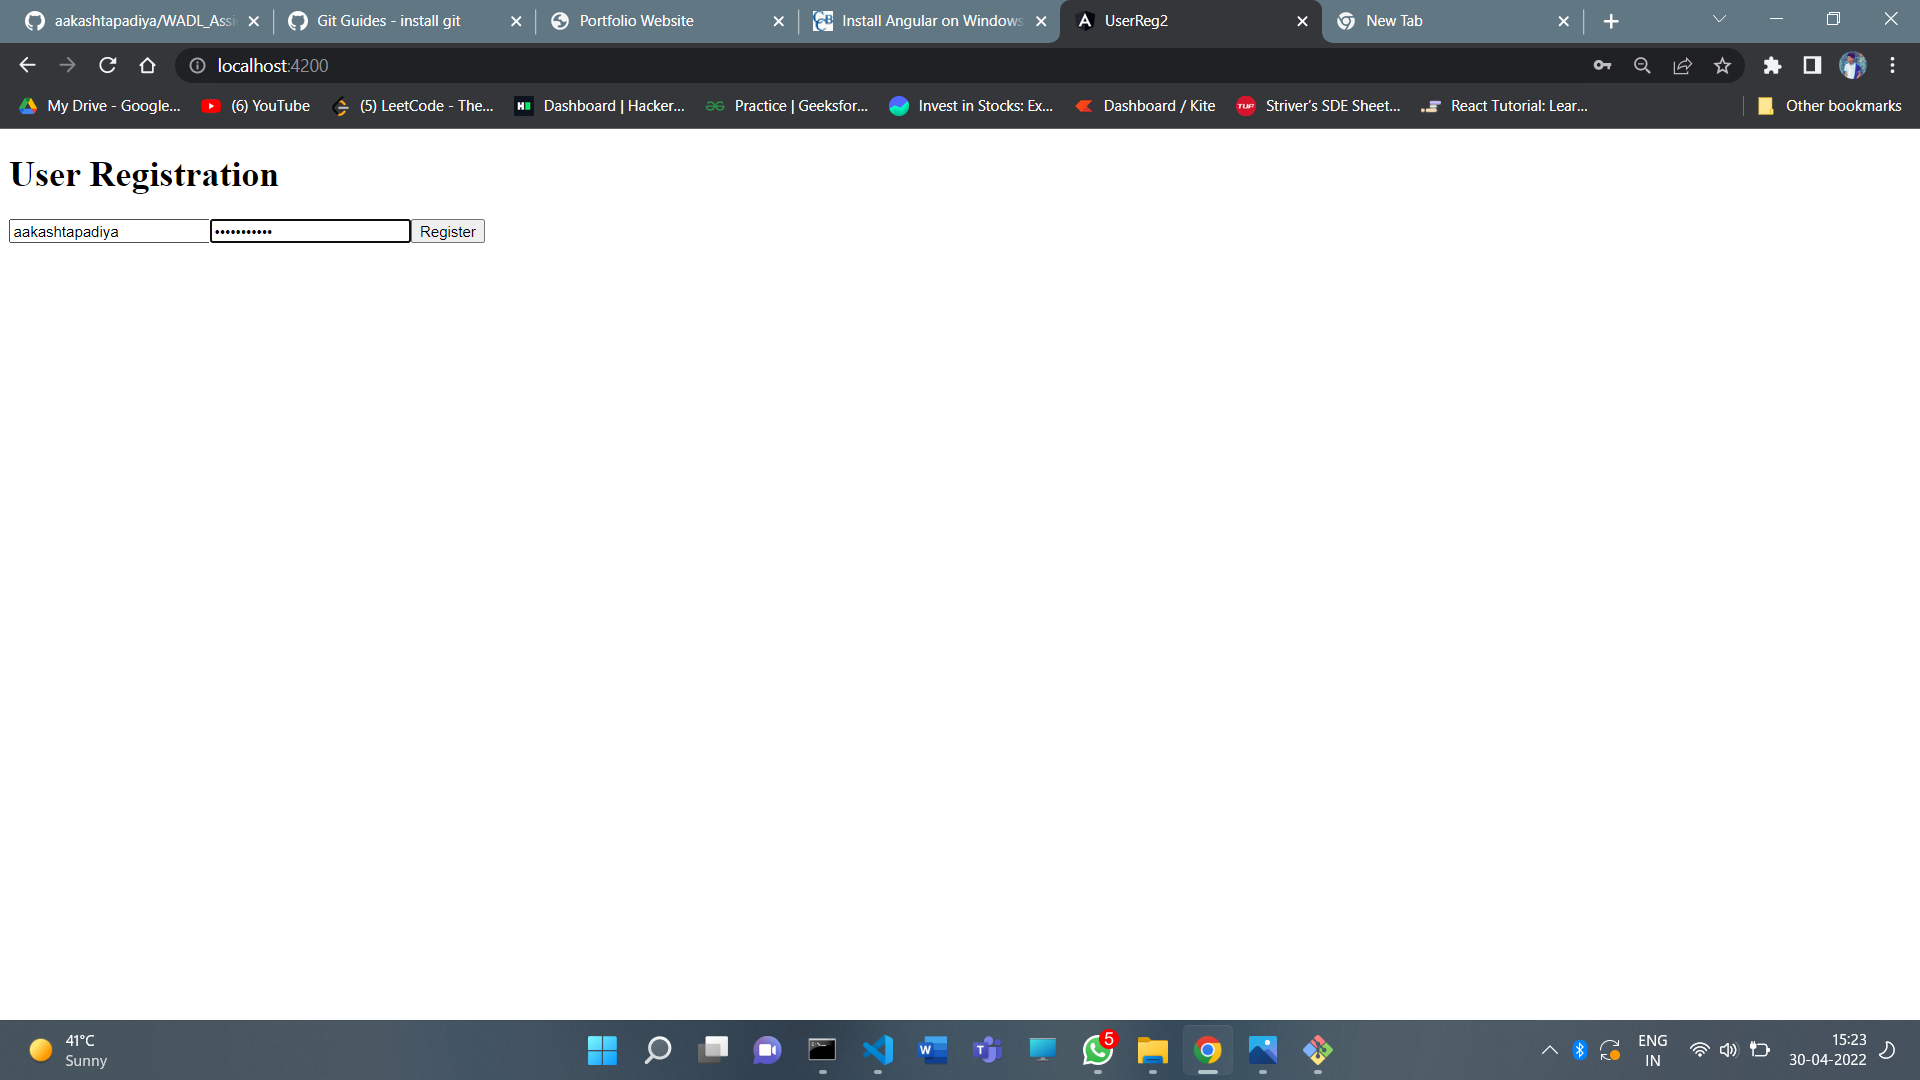 aakashtapadiya/WADL_Assi
Git Guides - install git
Portfolio Website
Install Angular on Windows
UserReg2
New Tab
localhost:4200
My Drive - Google...
(6) YouTube
(5) LeetCode - The...
Dashboard | Hacker...
Practice | Geeksfor...
Invest in Stocks: Ex...
Dashboard / Kite
TUF
Striver's SDE Sheet...
React Tutorial: Lear...
Other bookmarks
User Registration
aakashtapadiya
•••••••••••
Register
41°C
Sunny
5
ENG
IN
15:23
30-04-2022